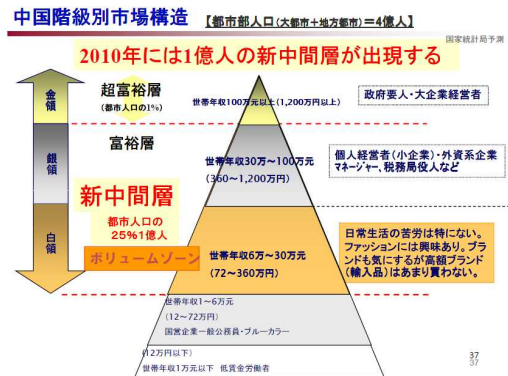 中国階級別市場構造 【都市部人口(大都市+地方都市)=4億人】
国家統計局予測
2010年には1億人の新中間層が出現する
金領
超富裕層
(都市人口の1%)
世帯年収100万元以上(1,200万円以上)
政府要人・大企業経営者
銀領
富裕層
世帯年収30万~100万元
(360~1,200万円)
個人経営者(小企業)・外資系企業
マネージャー、税務局役人など
新中間層
都市人口の
25%1億人
白領
ボリュームゾーン
世帯年収6万~30万元
(72~360万円)
日常生活の苦労は特にない。
ファッションには興味あり。ブラ
ンドも気にするが高額ブランド
(輸入品)はあまり買わない。
世帯年収1~6万元
(12~72万円)
国営企業一般公務員・ブルーカラー
(12万円以下)
世帯年収1万元以下 低賃金労働者
37
37